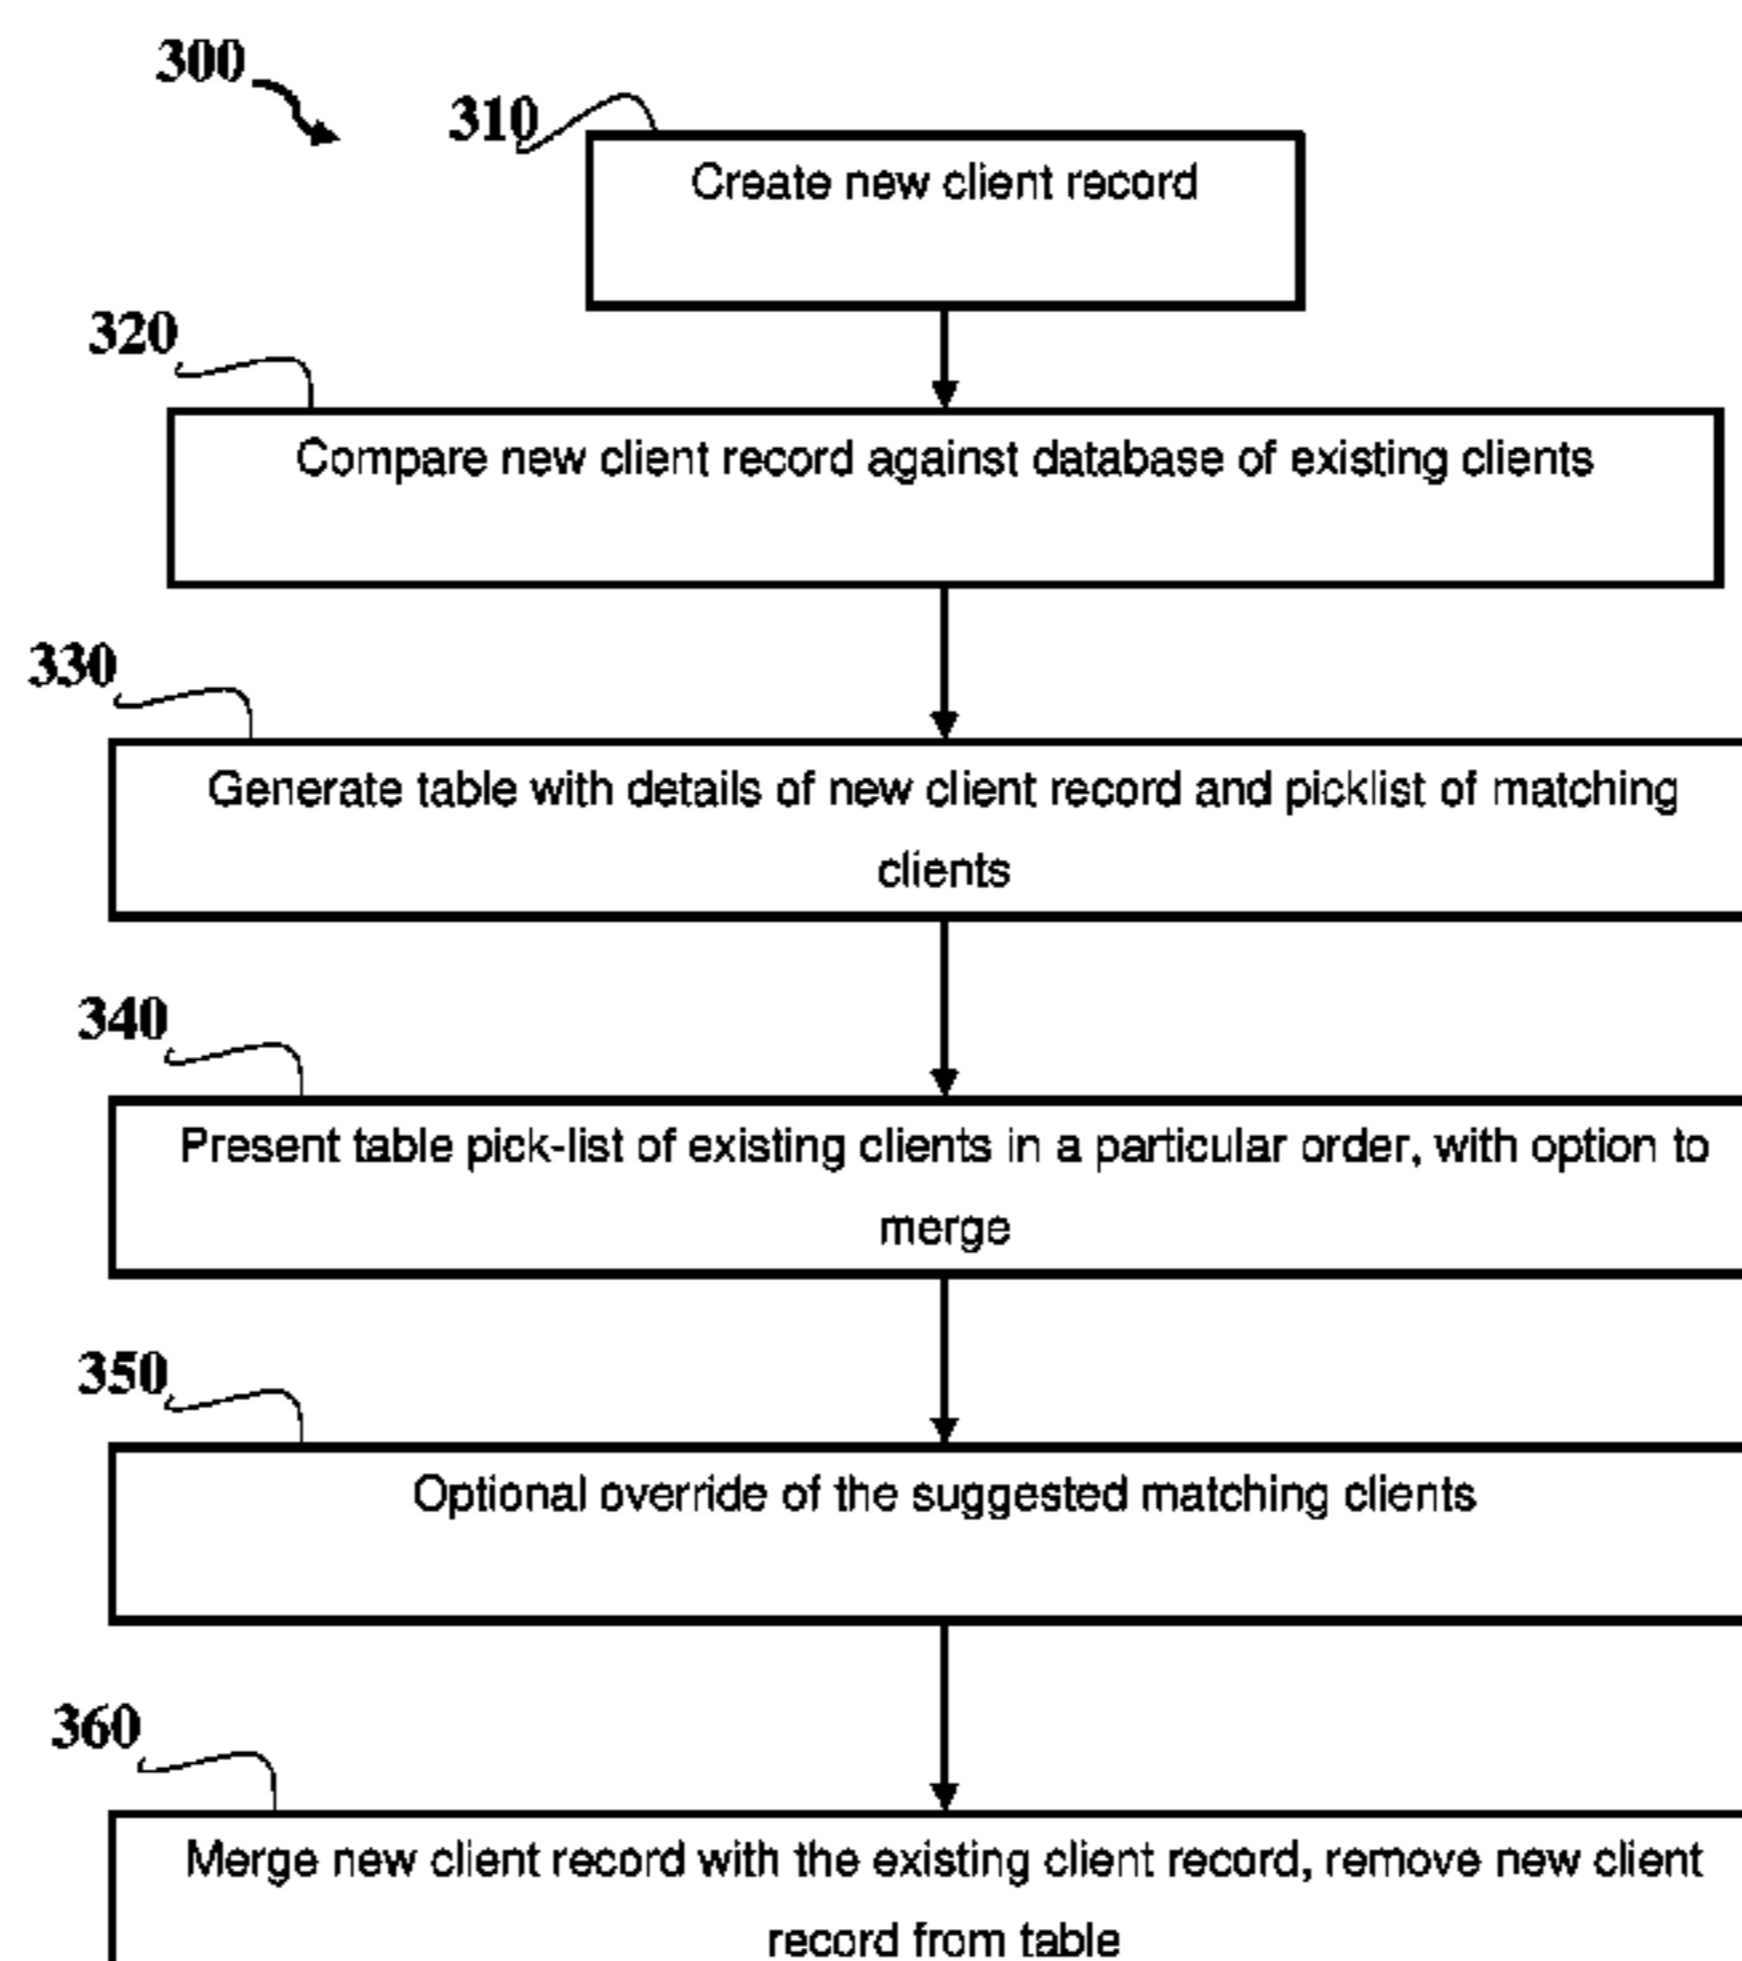 300
310
Create new client record
320
Compare new client record against database of existing clients
330
Generate table with details of new client record and picklist of matching
clients
340
Present table pick-list of existing clients in a particular order, with option to
merge
350
Optional override of the suggested matching clients
360
Merge new client record with the existing client record, remove new client
record from table